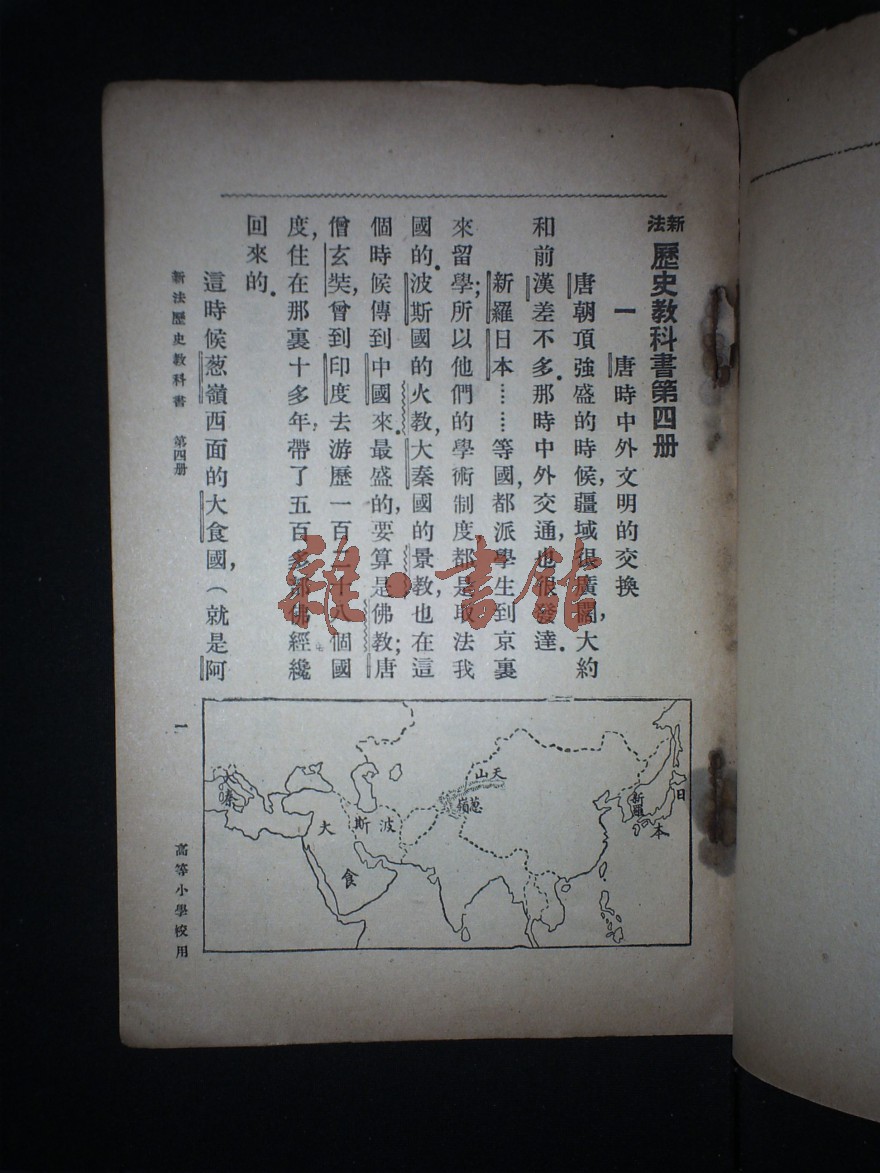 新法 歷史教科書第四册
一 唐時中外文明的交換
唐朝頂強盛的時候，疆域很廣闊，大約
和前漢差不多．那時中外交通，也很發達．
新羅日本……等國，都派學生到京裏
來留學；所以他們的學術制度都是取法我
國的．波斯國的火教，大秦國的景教，也在這
個時候傳到中國來．最盛的，要算是佛教；唐
僧玄奘，曾到印度去游歷一百二十八個國
度，住在那裏十多年，帶了五百多部佛經纔
回來的．
這時候葱嶺西面的大食國，（就是阿
新法歷史教科書 第四册
一
高等小學校用
日本
新羅
天山
葱嶺
波斯
大食
大秦
雜·書館